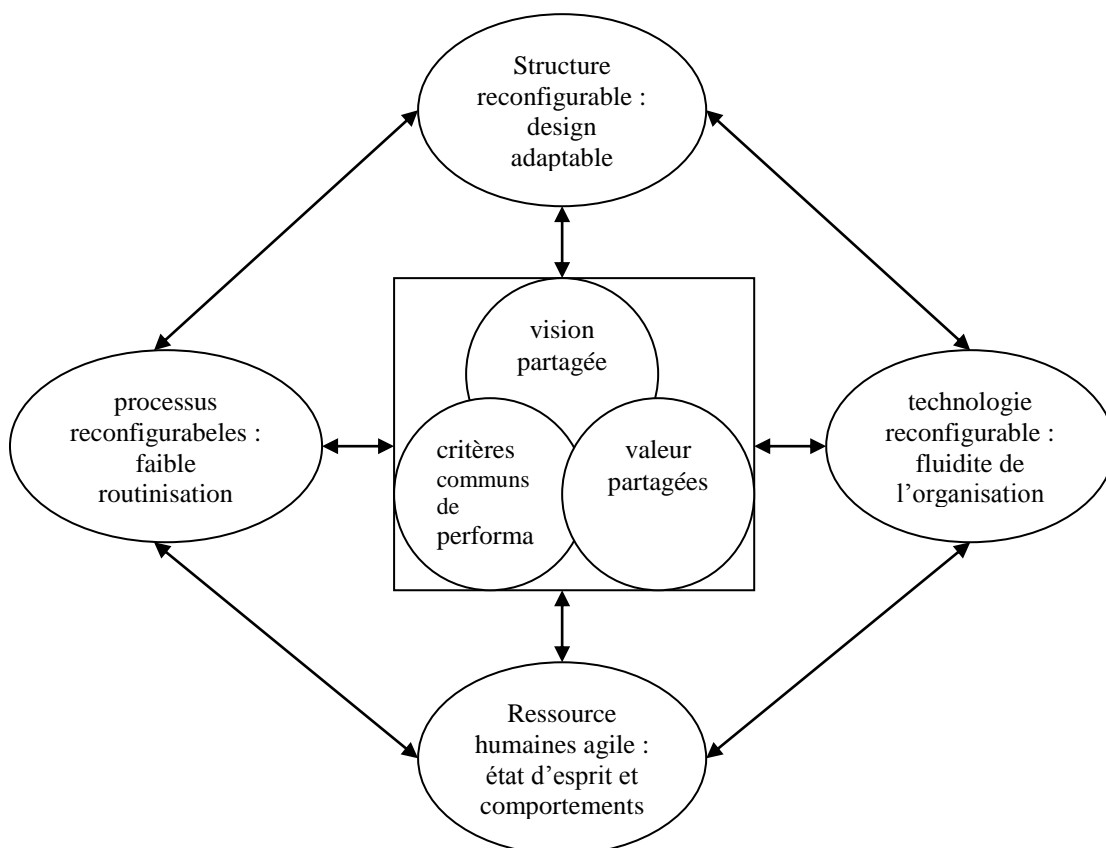 Structure
reconfigurable :
design
adaptable
vision
partagée
processus
reconfigurabeles :
faible
routinisation
critères
communs
de
performa
valeur
partagées
technologie
reconfigurable :
fluidite de
l’organisation
Ressource
humaines agile :
état d’esprit et
comportements